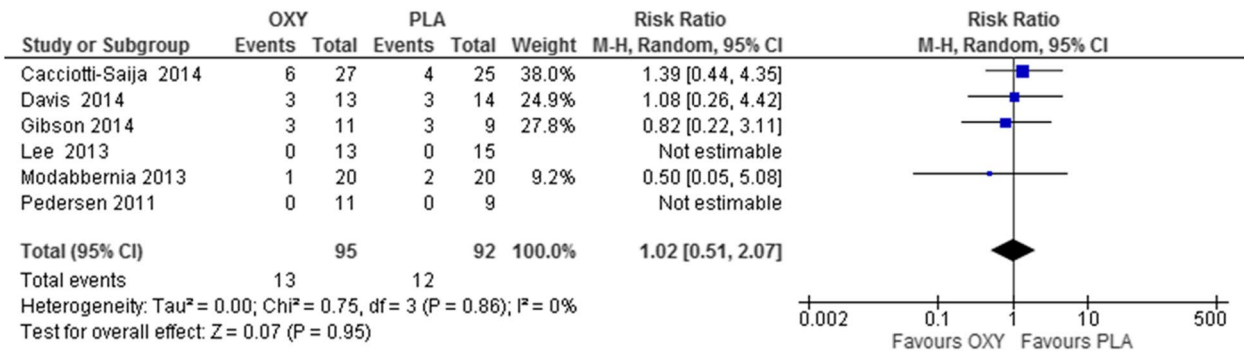 OXY PLA Risk Ratio Risk Ratio
Study or Subgroup Events Total Events Total Weight M-H, Random, 95% CI M-H, Random, 95% CI
Cacciotti-Saija 2014 6 27 4 25 38.0% 1.39 [0.44, 4.35]
Davis 2014 3 13 3 14 24.9% 1.08 [0.26, 4.42]
Gibson 2014 3 11 3 9 27.8% 0.82 [0.22, 3.11]
Lee 2013 0 13 0 15 Not estimable
Modabbernia 2013 1 20 2 20 9.2% 0.50 [0.05, 5.08]
Pedersen 2011 0 11 0 9 Not estimable
Total (95% CI) 95 92 100.0% 1.02 [0.51, 2.07]
Total events 13 12
Heterogeneity: Tau² = 0.00; Chi² = 0.75, df = 3 (P = 0.86); I² = 0%
Test for overall effect: Z = 0.07 (P = 0.95)
0.002 0.1 1 10 500
Favours OXY Favours PLA